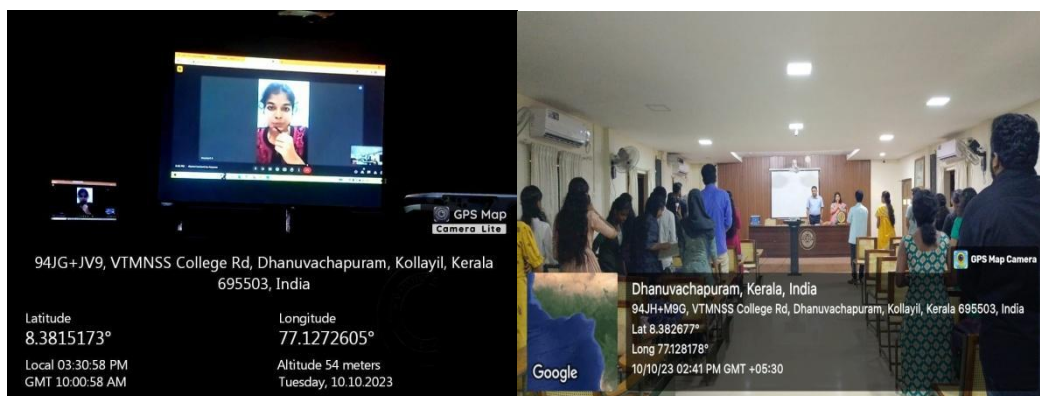 GPS Map
Camera Lite
94JG+JV9, VTMNSS College Rd, Dhanuvachapuram, Kollayil, Kerala
695503, India
Latitude
8.3815173°
Longitude
77.1272605°
Local 03:30:58 PM
GMT 10:00:58 AM
Altitude 54 meters
Tuesday, 10.10.2023
GPS Map Camera
Dhanuvachapuram, Kerala, India
94JH+M9G, VTMNSS College Rd, Dhanuvachapuram, Kollayil, Kerala 695503, India
Lat 8.382677°
Long 77.128178°
10/10/23 02:41 PM GMT +05:30
Google